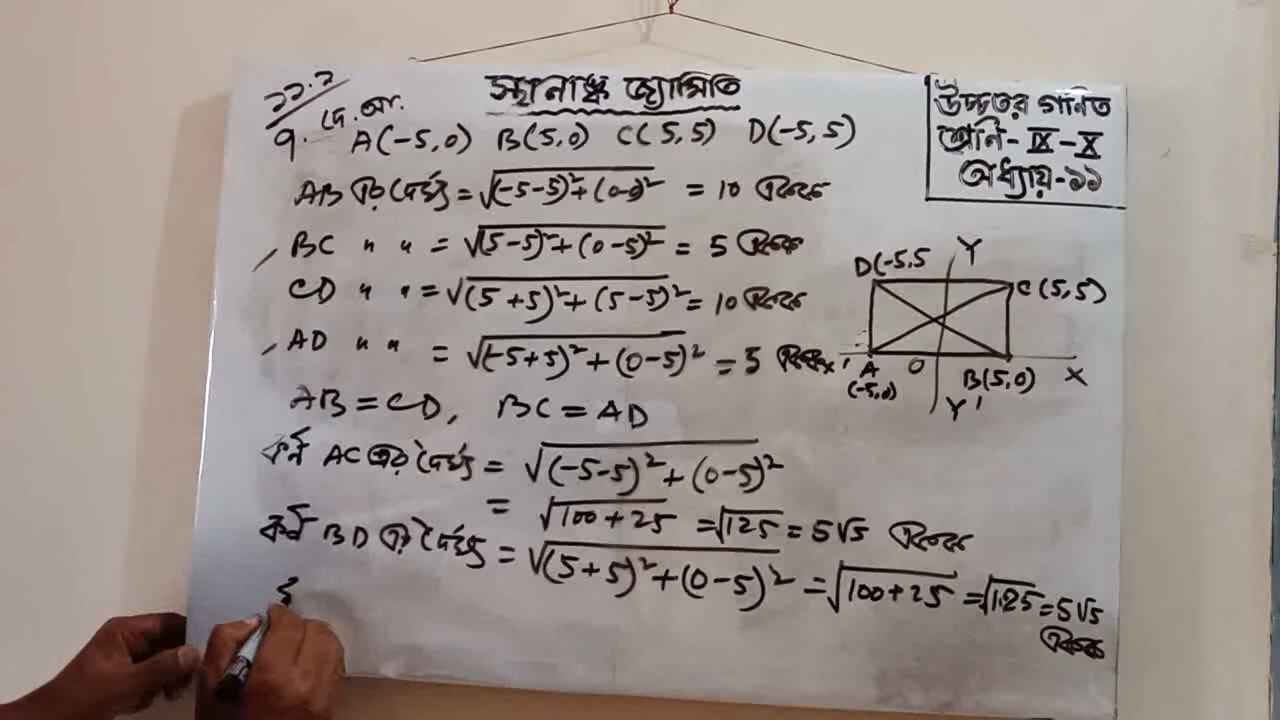 স্থানাঙ্ক জ্যামিতি
উচ্চতর গনিত
শ্রেনি - IX - X
অধ্যায় - ১১
১১.২
৭. দে. আ. A(-5, 0) B(5, 0) C(5, 5) D(-5, 5)
AB এর দৈর্ঘ্য = √(-5-5)² + (0-0)² = 10 একক
BC " " = √(5-5)² + (0-5)² = 5 একক
CD " " = √(5+5)² + (5-5)² = 10 একক
AD " " = √(-5+5)² + (0-5)² = 5 একক
AB = CD, BC = AD
কর্ন AC এর দৈর্ঘ্য = √(-5-5)² + (0-5)²
= √100+25 = √125 = 5√5 একক
কর্ন BD এর দৈর্ঘ্য = √(5+5)² + (0-5)² = √100+25 = √125 = 5√5
একক
Y
D(-5,5
C(5,5)
X' A O B(5,0) X
(-5,0)
Y'